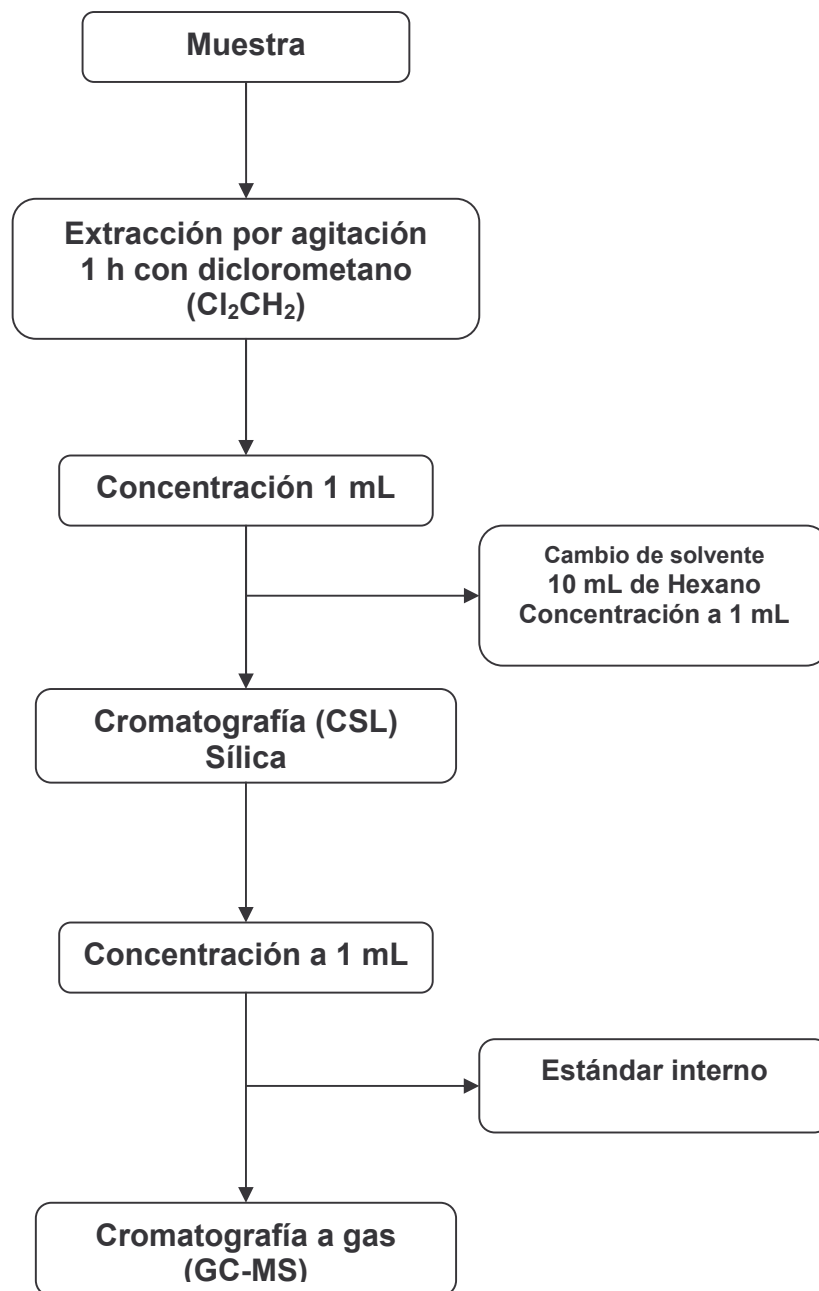 Muestra
Extracción por agitación
1 h con diclorometano
(Cl₂CH₂)
Concentración 1 mL
Cambio de solvente
10 mL de Hexano
Concentración a 1 mL
Cromatografía (CSL)
Sílica
Concentración a 1 mL
Estándar interno
Cromatografía a gas
(GC-MS)